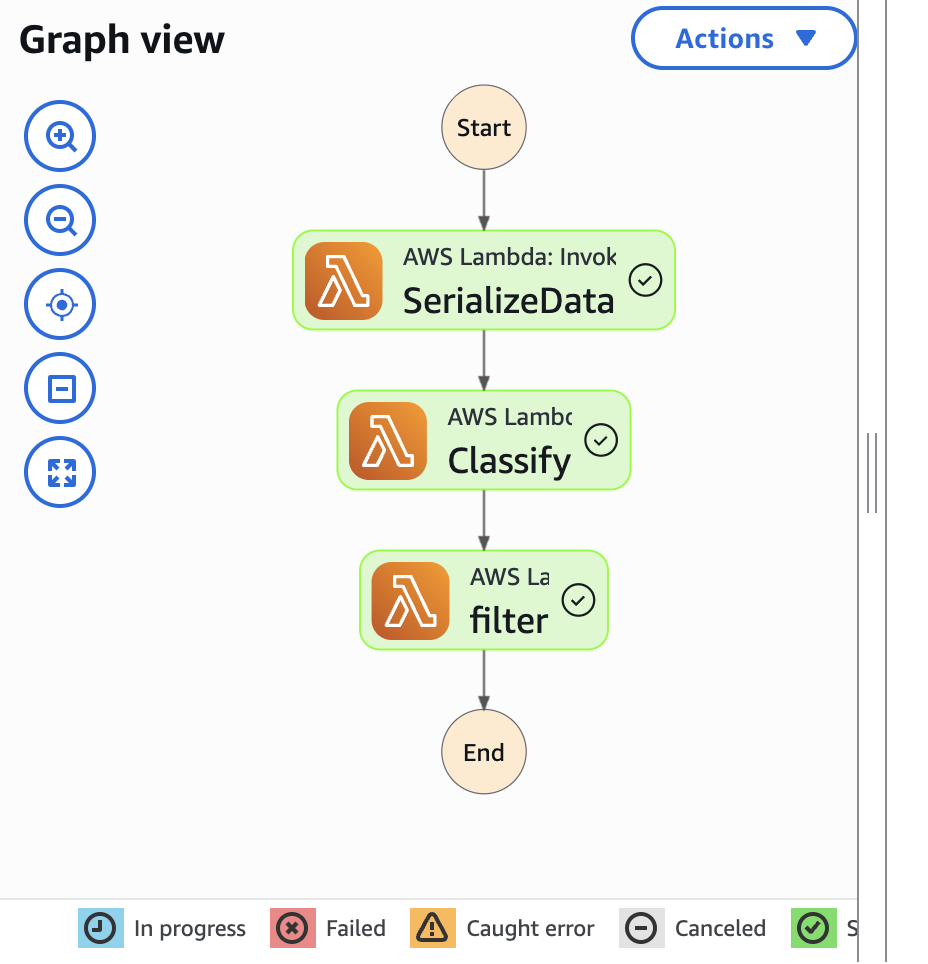 Graph view
Actions
Start
AWS Lambda: Invok
SerializeData
AWS Lamb
Classify
AWS La
filter
End
In progress
Failed
Caught error
Canceled
S